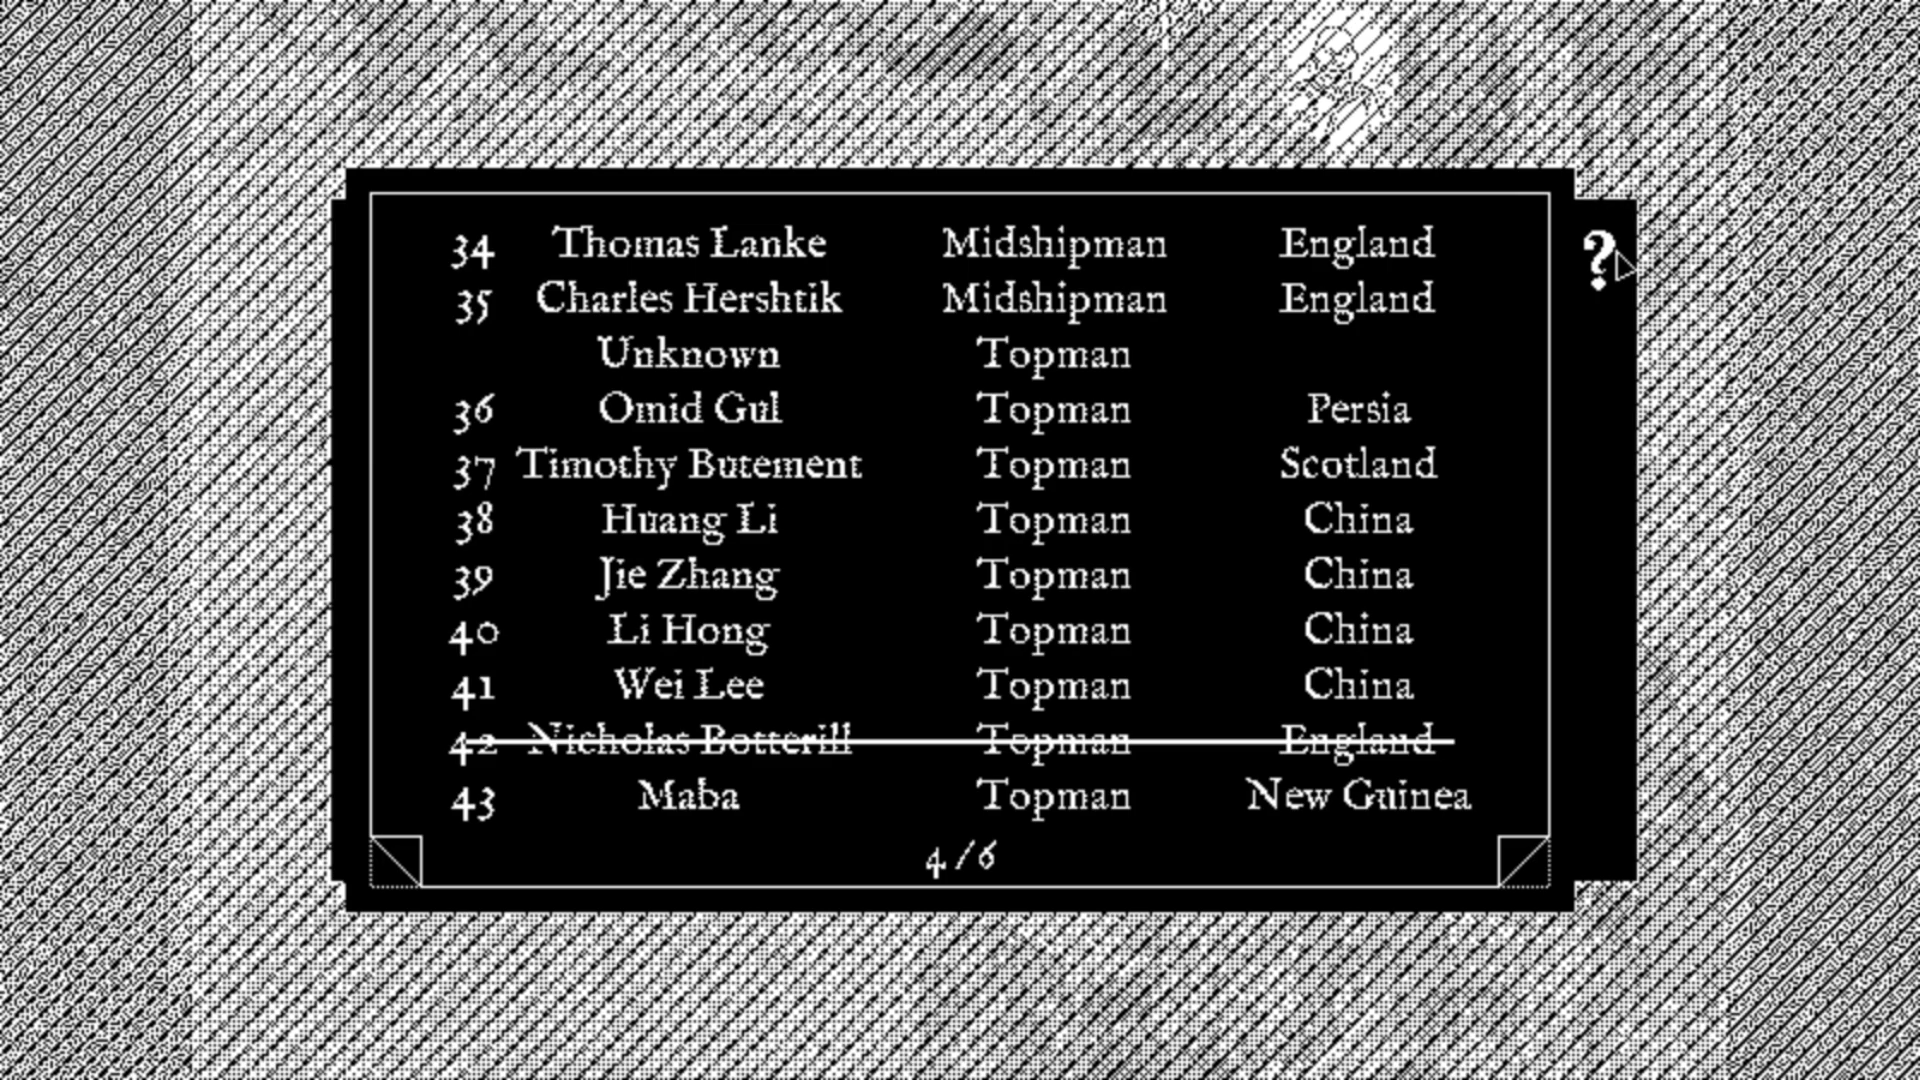 34 Thomas Lanke Midshipman England
35 Charles Hershtik Midshipman England
Unknown Topman
36 Omid Gul Topman Persia
37 Timothy Butement Topman Scotland
38 Huang Li Topman China
39 Jie Zhang Topman China
40 Li Hong Topman China
41 Wei Lee Topman China
42 Nicholas Botterill Topman England
43 Maba Topman New Guinea
4/6
?